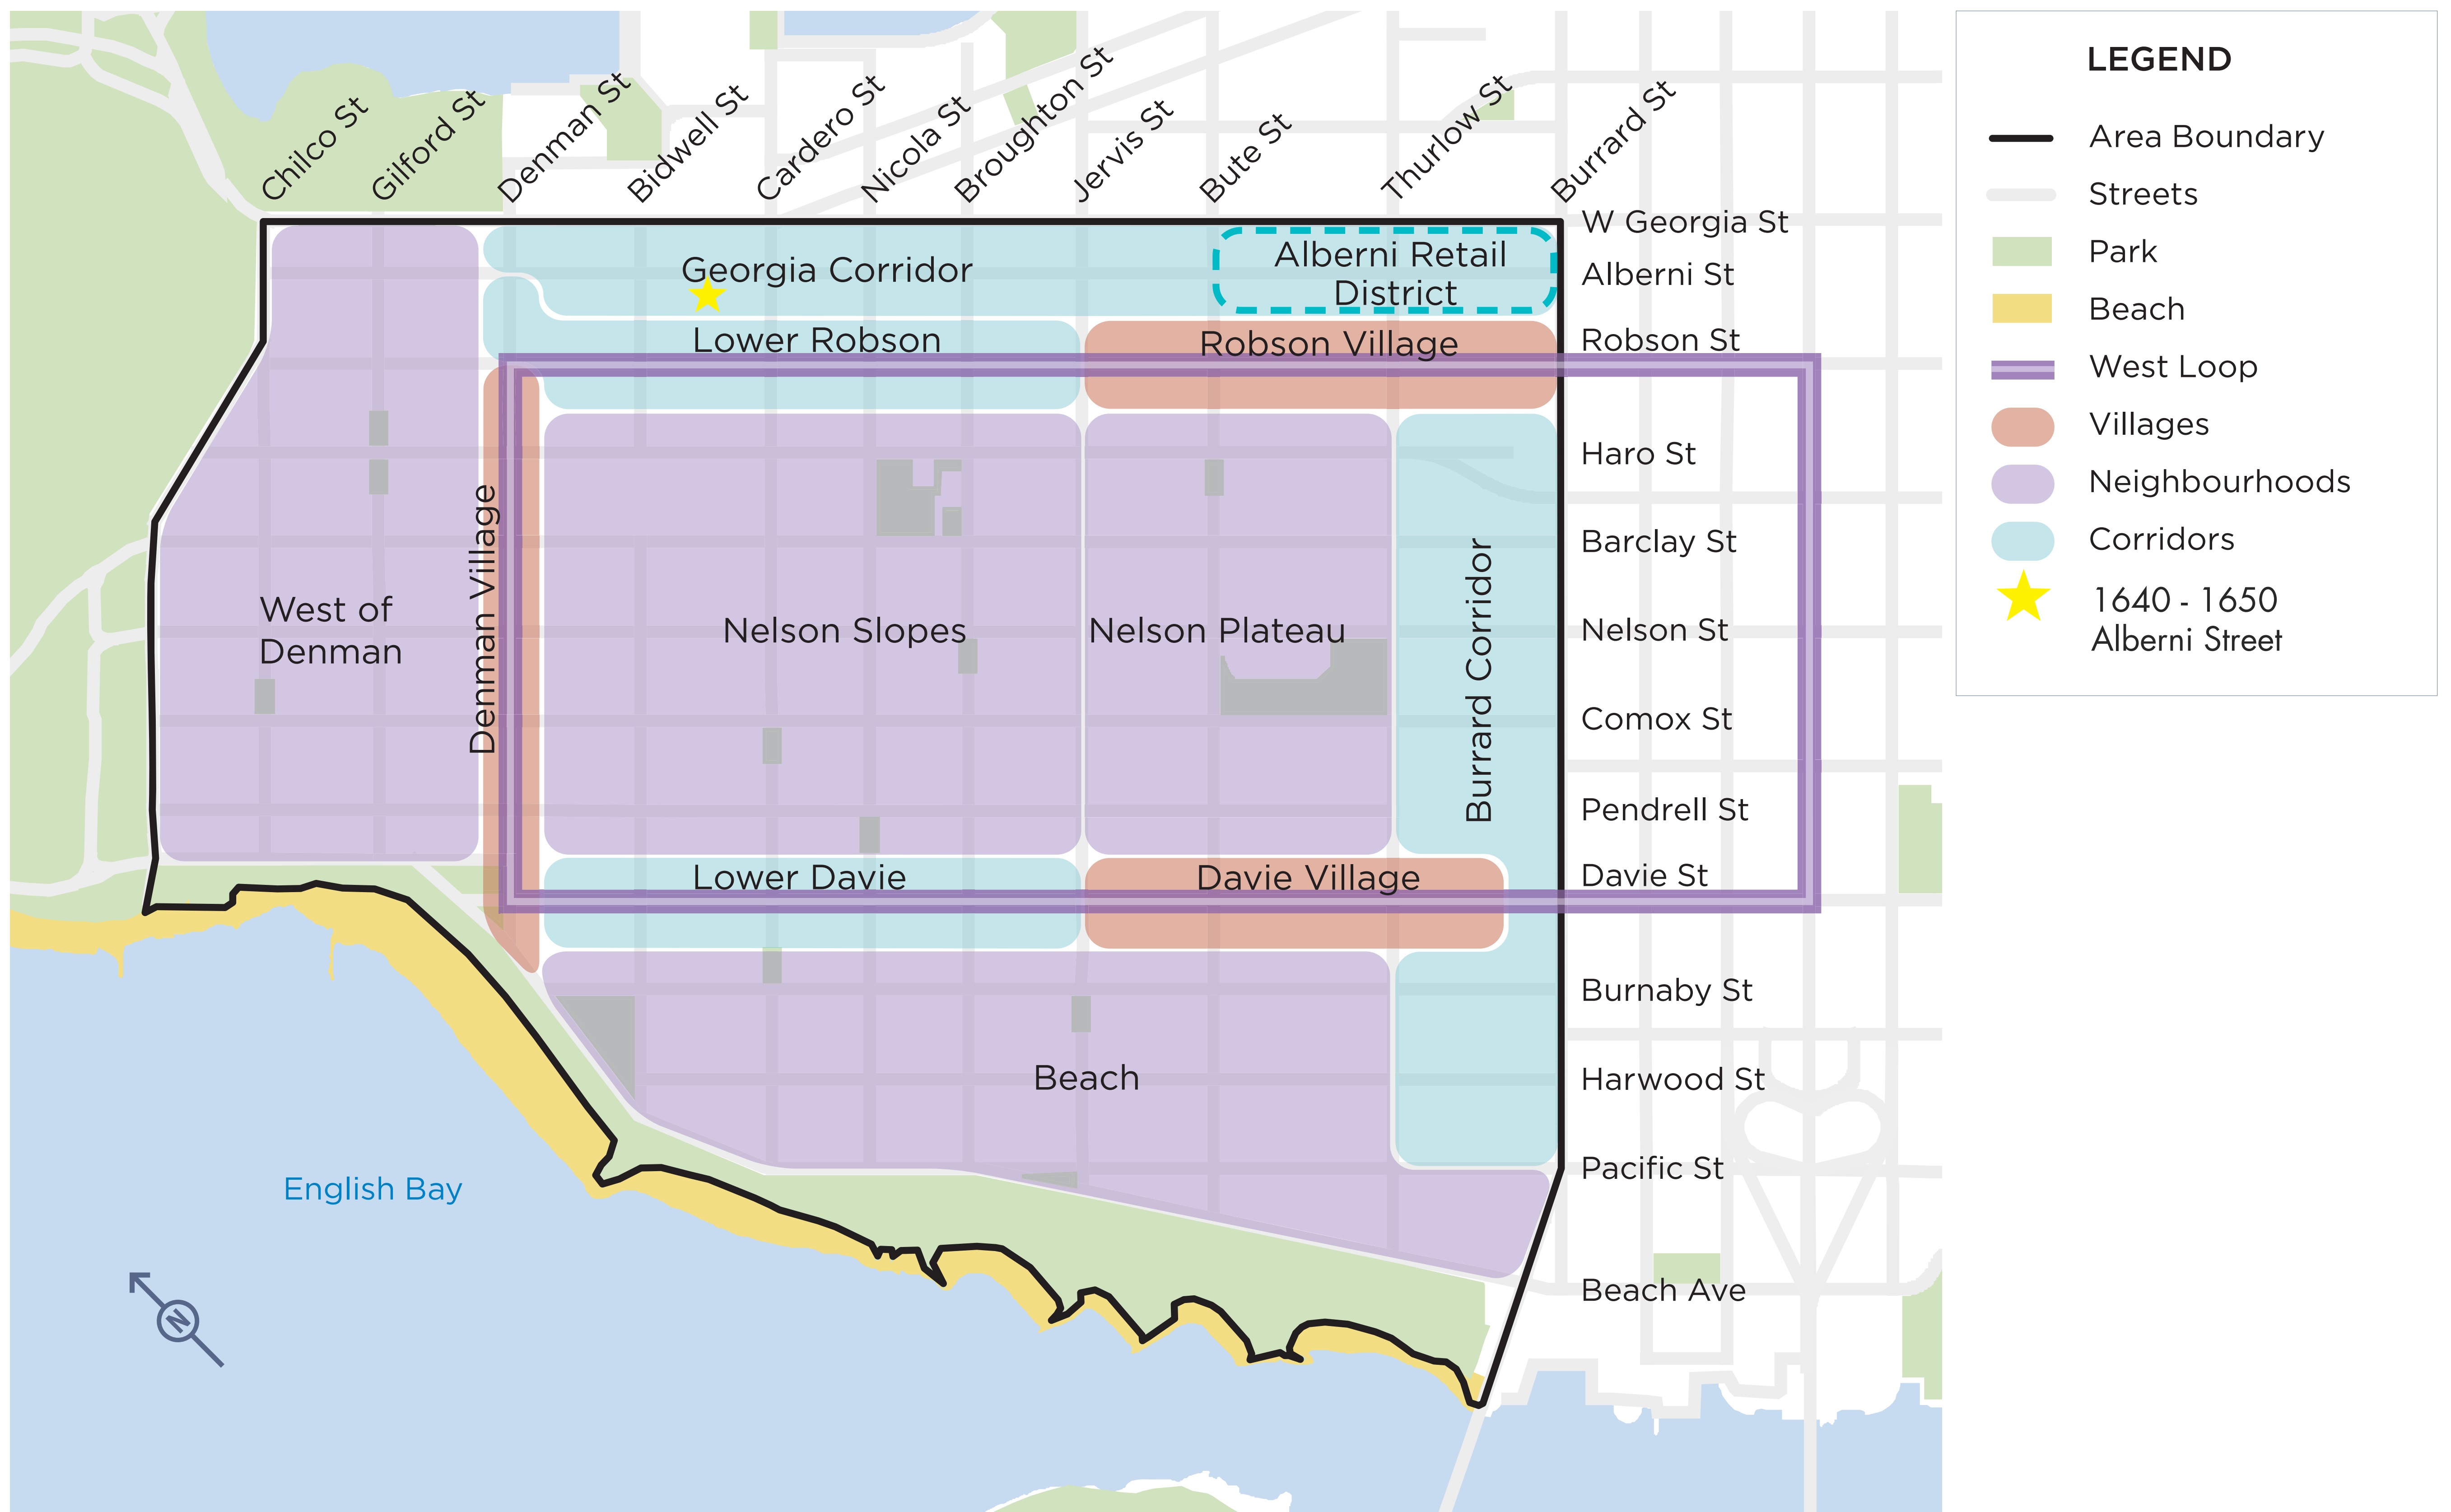 Chilco St
Gilford St
Denman St
Bidwell St
Cardero St
Nicola St
Broughton St
Jervis St
Bute St
Thurlow St
Burrard St
W Georgia St
Alberni St
Robson St
Haro St
Barclay St
Nelson St
Comox St
Pendrell St
Davie St
Burnaby St
Harwood St
Pacific St
Beach Ave
Georgia Corridor
Alberni Retail
District
Lower Robson
Robson Village
West of
Denman
Denman Village
Nelson Slopes
Nelson Plateau
Burrard Corridor
Lower Davie
Davie Village
Beach
English Bay
N
LEGEND
Area Boundary
Streets
Park
Beach
West Loop
Villages
Neighbourhoods
Corridors
1640 - 1650
Alberni Street